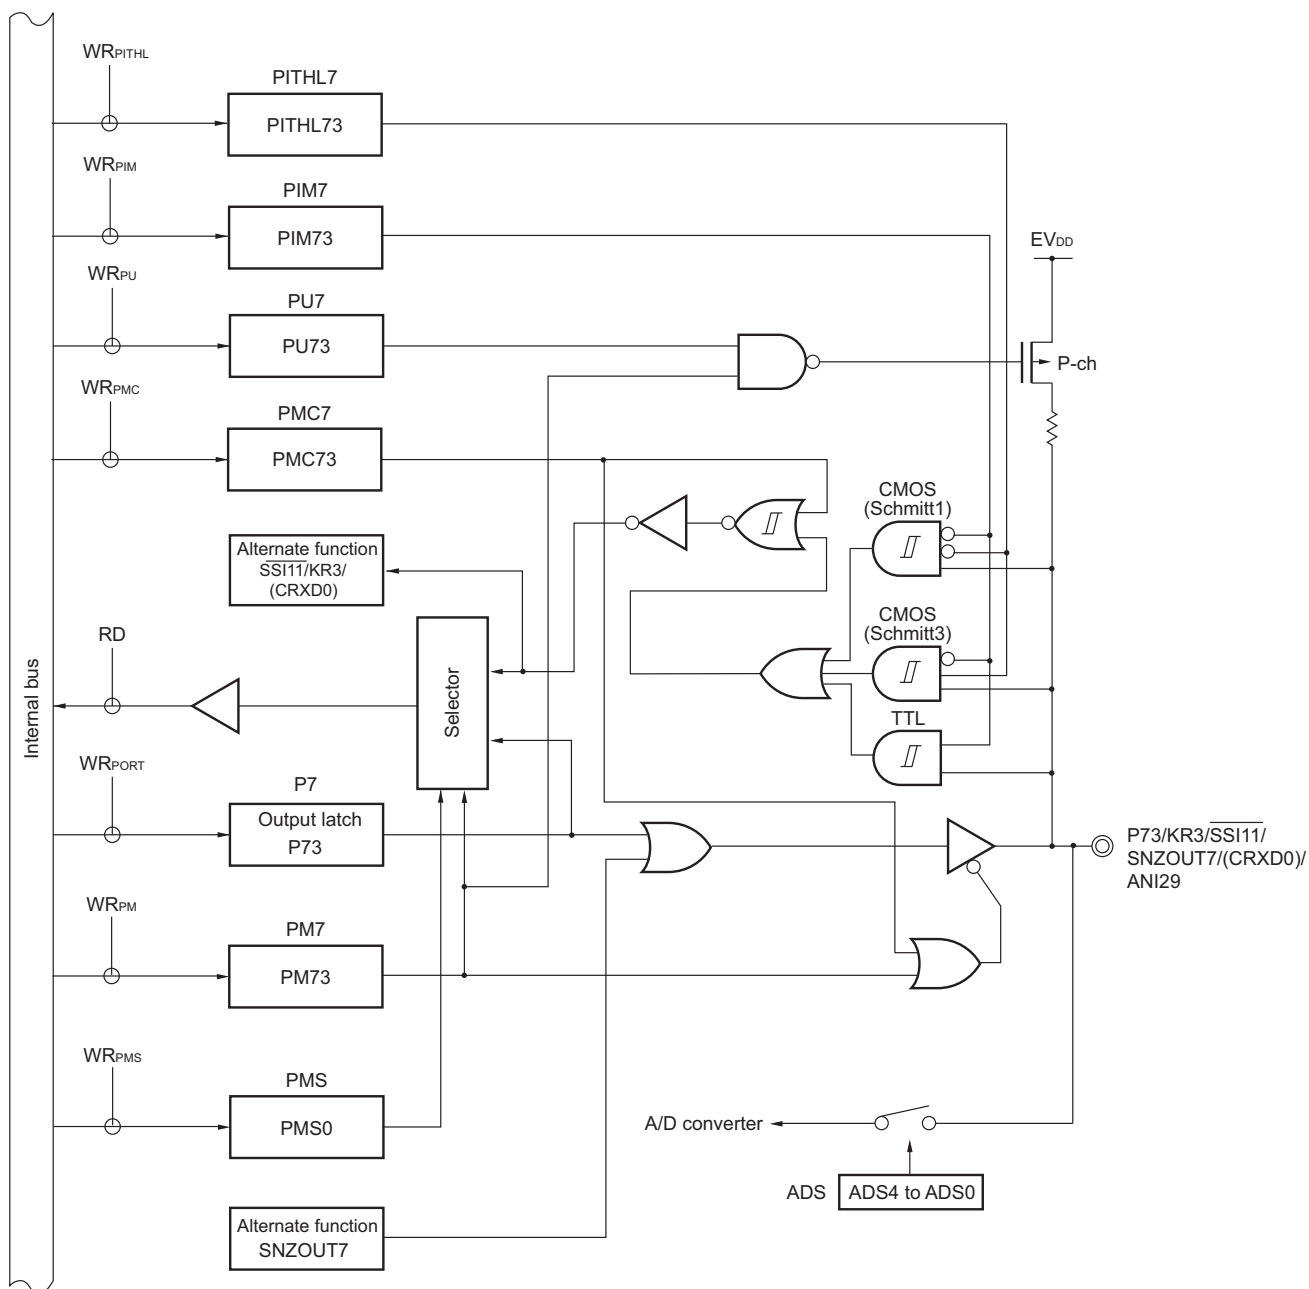 WRPITHL
PITHL7
PITHL73
WRPIM
PIM7
PIM73
EVDD
WRPU
PU7
PU73
P-ch
WRPMC
PMC7
PMC73
CMOS
(Schmitt1)
Alternate function
SSI11/KR3/
(CRXD0)
CMOS
(Schmitt3)
RD
Internal bus
Selector
TTL
WRPORT
P7
Output latch
P73
P73/KR3/SSI11/
SNZOUT7/(CRXD0)/
ANI29
WRPM
PM7
PM73
WRPMS
PMS
PMS0
A/D converter
ADS
ADS4 to ADS0
Alternate function
SNZOUT7